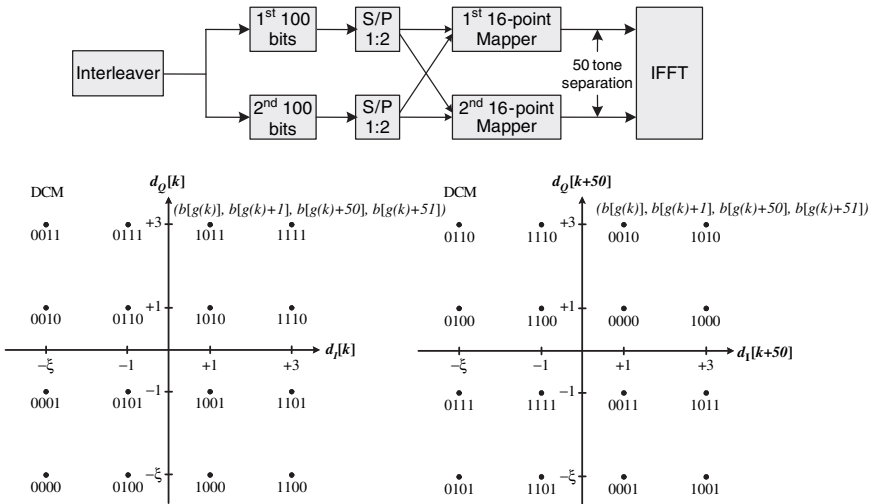 Interleaver
1st 100 bits
2nd 100 bits
S/P 1:2
S/P 1:2
1st 16-point Mapper
2nd 16-point Mapper
50 tone separation
IFFT
DCM
dQ[k]
(b[g(k)], b[g(k)+1], b[g(k)+50], b[g(k)+51])
+3
0011 0111 1011 1111
+1
0010 0110 1010 1110
dI[k]
−ξ −1 +1 +3
−1
0001 0101 1001 1101
−ξ
0000 0100 1000 1100
DCM
dQ[k+50]
(b[g(k)], b[g(k)+1], b[g(k)+50], b[g(k)+51])
+3
0110 1110 0010 1010
+1
0100 1100 0000 1000
d1[k+50]
−ξ −1 +1 +3
−1
0111 1111 0011 1011
−ξ
0101 1101 0001 1001